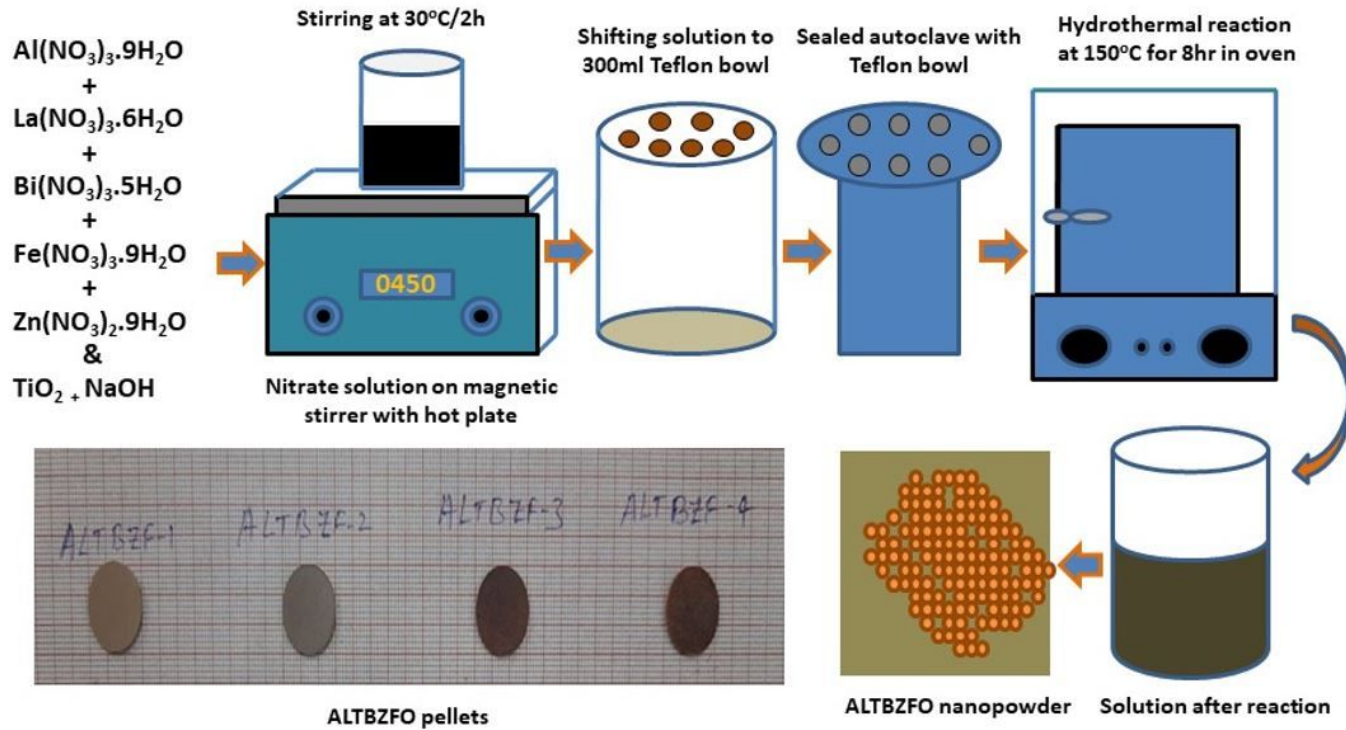 Al(NO₃)₃.9H₂O
+
La(NO₃)₃.6H₂O
+
Bi(NO₃)₃.5H₂O
+
Fe(NO₃)₃.9H₂O
+
Zn(NO₃)₂.9H₂O
&
TiO₂ + NaOH
Stirring at 30°C/2h
0450
Nitrate solution on magnetic
stirrer with hot plate
Shifting solution to
300ml Teflon bowl
Sealed autoclave with
Teflon bowl
Hydrothermal reaction
at 150°C for 8hr in oven
Solution after reaction
ALTBZFO nanopowder
ALTBZF-1
ALTBZF-2
ALTBZF-3
ALTBZF-4
ALTBZFO pellets